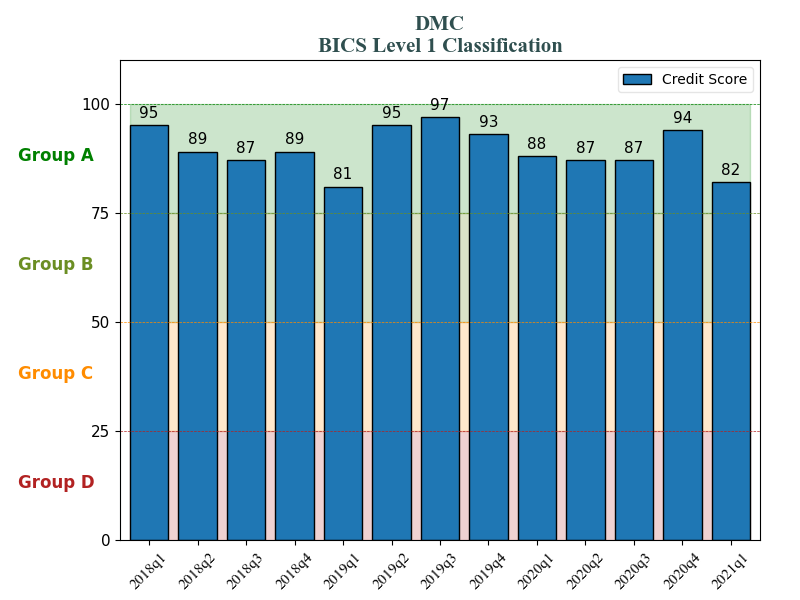 DMC
BICS Level 1 Classification
Credit Score
100
75
50
25
0
Group A
Group B
Group C
Group D
95
89
87
89
81
95
97
93
88
87
87
94
82
2018q1
2018q2
2018q3
2018q4
2019q1
2019q2
2019q3
2019q4
2020q1
2020q2
2020q3
2020q4
2021q1